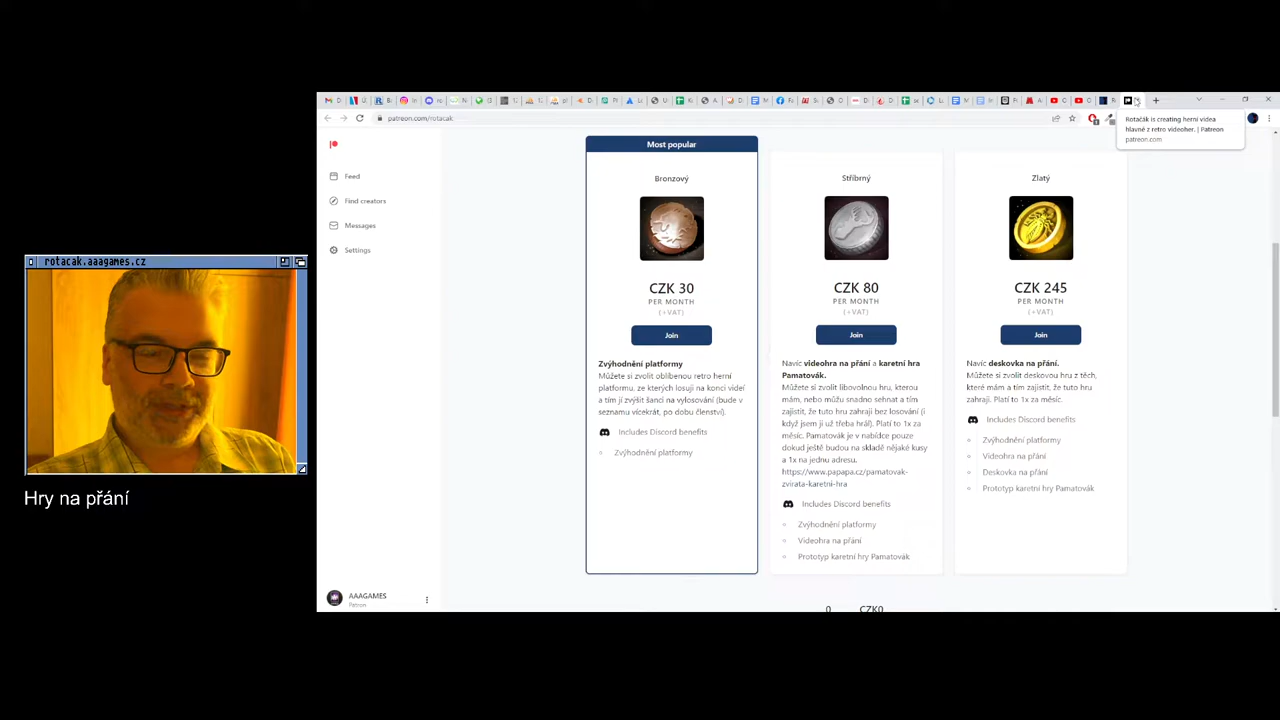 patreon.com/rotacak
Rotačák is creating herní videa
hlavně z retro videoher. | Patreon
patreon.com
Feed
Find creators
Messages
Settings
AAAGAMES
Patron
Most popular
Bronzový
CZK 30
PER MONTH
(+VAT)
Join
Zvýhodnění platformy
Můžete si zvolit oblíbenou retro herní
platformu, ze kterých losuji na konci videí
a tím jí zvýšit šanci na vylosování (bude v
seznamu vícekrát, po dobu členství).
Includes Discord benefits
Zvýhodnění platformy
Stříbrný
CZK 80
PER MONTH
(+VAT)
Join
Navíc videohra na přání a karetní hra
Pamatovák.
Můžete si zvolit libovolnou hru, kterou
mám, nebo můžu snadno sehnat a tím
zajistit, že tuto hru zahraji bez losování (i
když jsem ji už třeba hrál). Platí to 1x za
měsíc. Pamatovák je v nabídce pouze
dokud ještě budou na skladě nějaké kusy
a 1x na jednu adresu.
https://www.papapa.cz/pamatovak-
zvirata-karetni-hra
Includes Discord benefits
Zvýhodnění platformy
Videohra na přání
Prototyp karetní hry Pamatovák
Zlatý
CZK 245
PER MONTH
(+VAT)
Join
Navíc deskovka na přání.
Můžete si zvolit deskovou hru z těch,
které mám a tím zajistit, že tuto hru
zahraji. Platí to 1x za měsíc.
Includes Discord benefits
Zvýhodnění platformy
Videohra na přání
Deskovka na přání
Prototyp karetní hry Pamatovák
0 CZK0
rotacak.aaagames.cz
Hry na přání